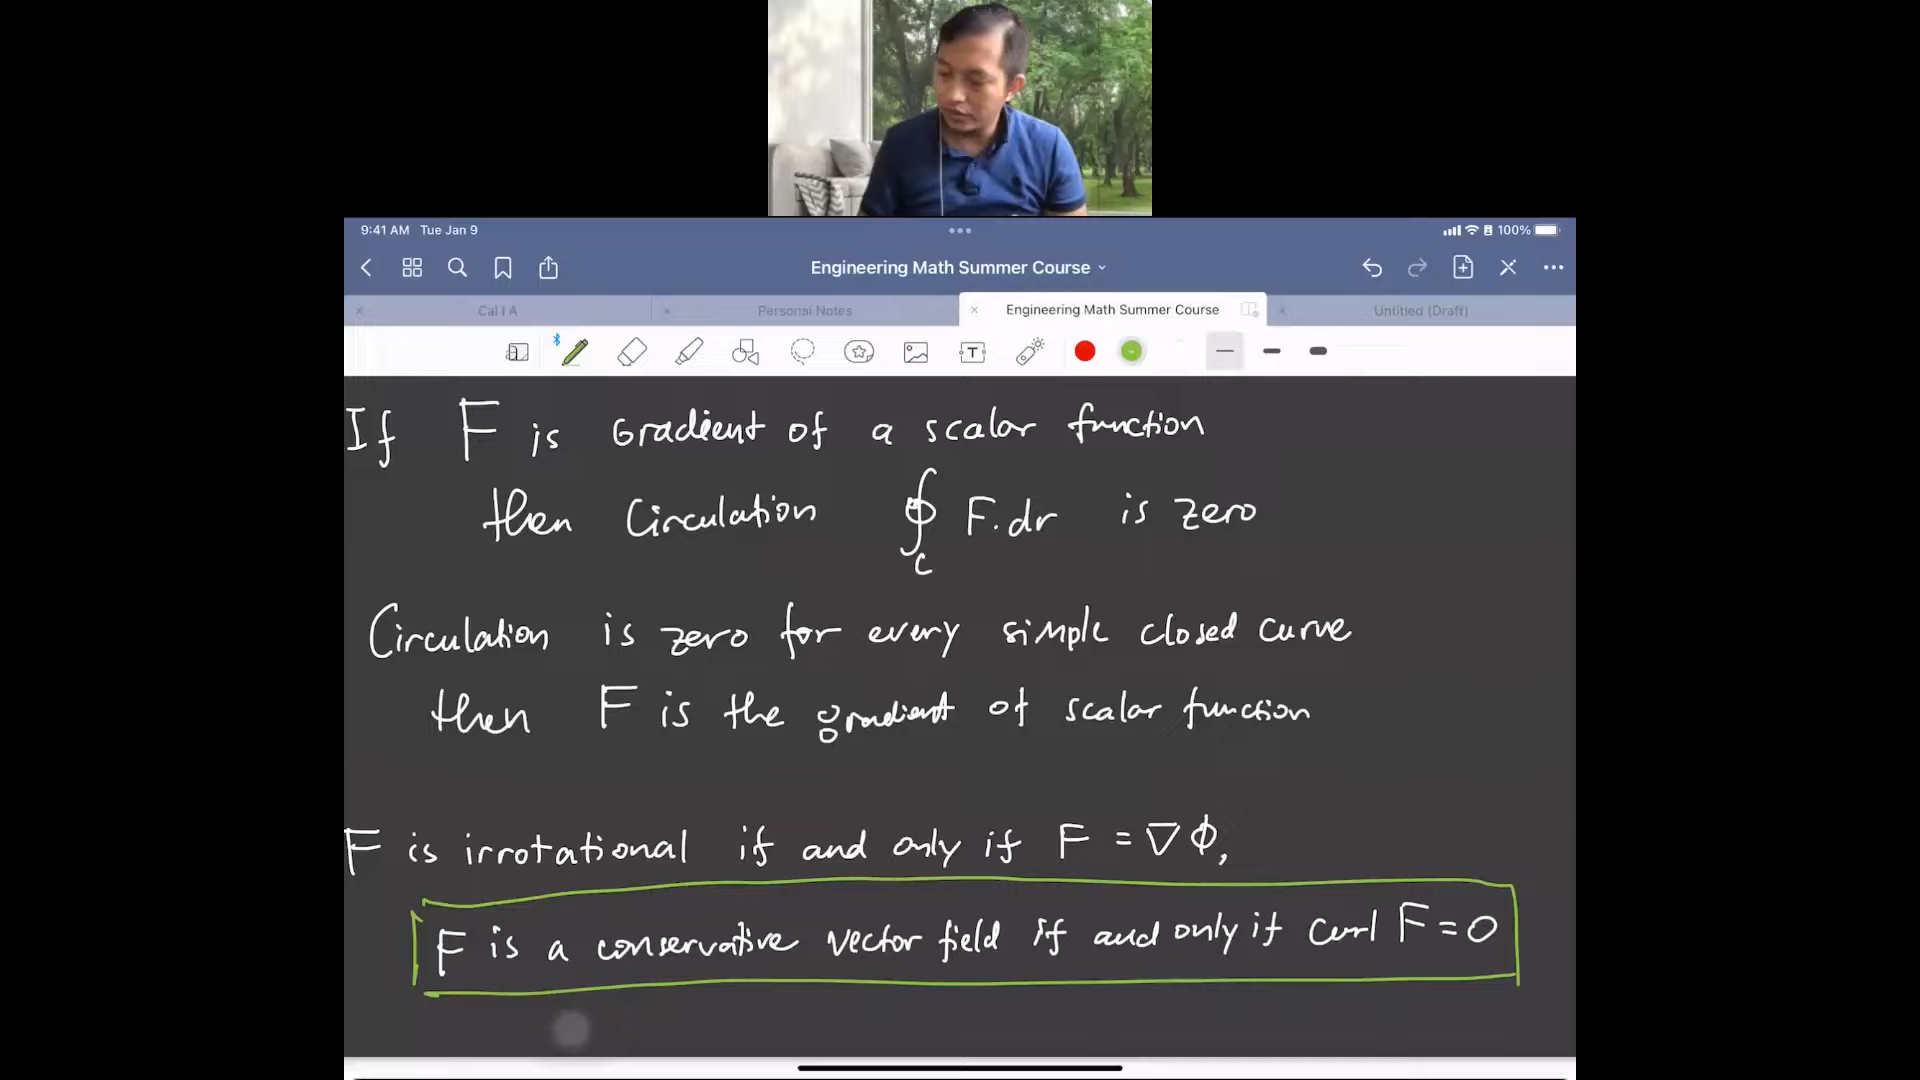 9:41 AM Tue Jan 9
100%
Engineering Math Summer Course
Cal I A
Personal Notes
Engineering Math Summer Course
Untitled (Draft)
If F is Gradient of a scalar function
then Circulation ∮ F.dr is zero
C
Circulation is zero for every simple closed curve
then F is the gradient of scalar function
F is irrotational if and only if F = ∇ϕ,
F is a conservative vector field if and only if Curl F = 0